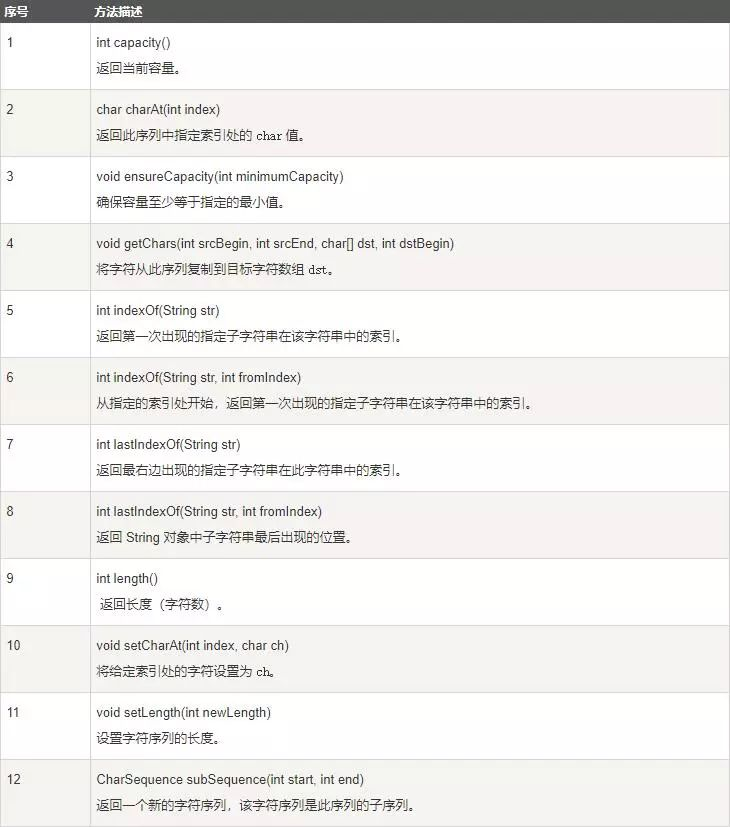 序号 方法描述
1 int capacity()
返回当前容量。
2 char charAt(int index)
返回此序列中指定索引处的 char 值。
3 void ensureCapacity(int minimumCapacity)
确保容量至少等于指定的最小值。
4 void getChars(int srcBegin, int srcEnd, char[] dst, int dstBegin)
将字符从此序列复制到目标字符数组 dst。
5 int indexOf(String str)
返回第一次出现的指定子字符串在该字符串中的索引。
6 int indexOf(String str, int fromIndex)
从指定的索引处开始，返回第一次出现的指定子字符串在该字符串中的索引。
7 int lastIndexOf(String str)
返回最右边出现的指定子字符串在此字符串中的索引。
8 int lastIndexOf(String str, int fromIndex)
返回 String 对象中子字符串最后出现的位置。
9 int length()
返回长度（字符数）。
10 void setCharAt(int index, char ch)
将给定索引处的字符设置为 ch。
11 void setLength(int newLength)
设置字符序列的长度。
12 CharSequence subSequence(int start, int end)
返回一个新的字符序列，该字符序列是此序列的子序列。